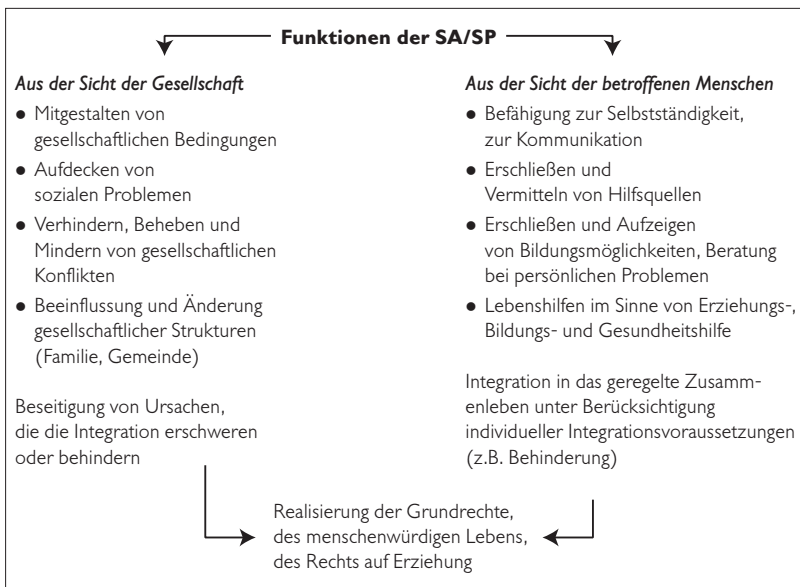 Funktionen der SA/SP
Aus der Sicht der Gesellschaft
● Mitgestalten von
gesellschaftlichen Bedingungen
● Aufdecken von
sozialen Problemen
● Verhindern, Beheben und
Mindern von gesellschaftlichen
Konflikten
● Beeinflussung und Änderung
gesellschaftlicher Strukturen
(Familie, Gemeinde)
Beseitigung von Ursachen,
die die Integration erschweren
oder behindern
Aus der Sicht der betroffenen Menschen
● Befähigung zur Selbstständigkeit,
zur Kommunikation
● Erschließen und
Vermitteln von Hilfsquellen
● Erschließen und Aufzeigen
von Bildungsmöglichkeiten, Beratung
bei persönlichen Problemen
● Lebenshilfen im Sinne von Erziehungs-,
Bildungs- und Gesundheitshilfe
Integration in das geregelte Zusamm-
enleben unter Berücksichtigung
individueller Integrationsvoraussetzungen
(z.B. Behinderung)
Realisierung der Grundrechte,
des menschenwürdigen Lebens,
des Rechts auf Erziehung